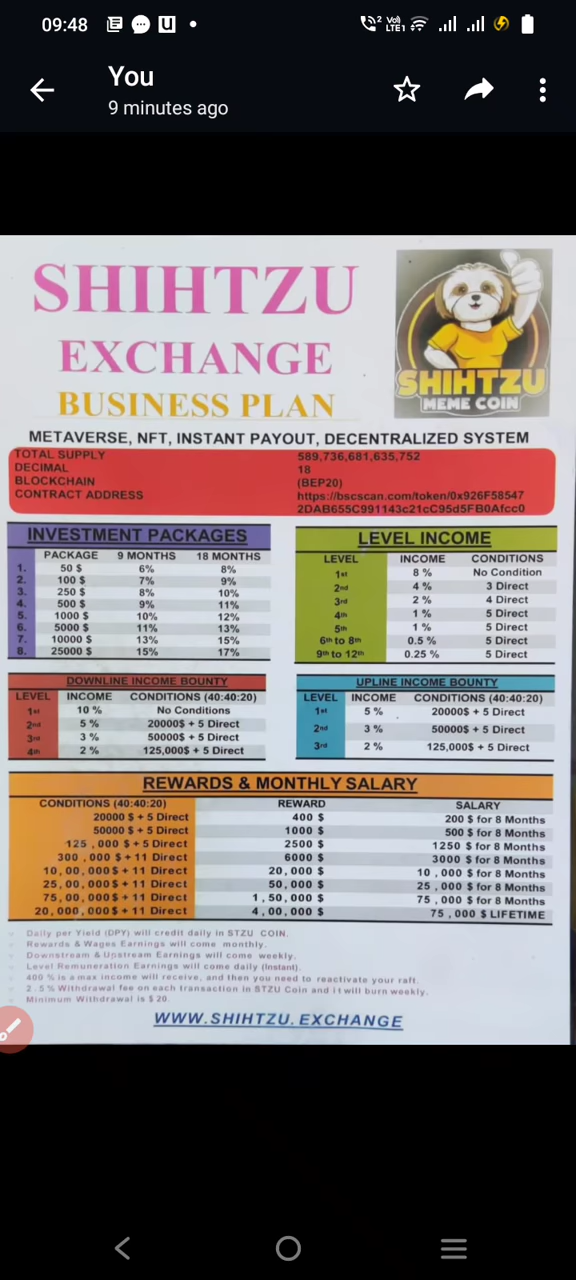 09:48
LTE1
You
9 minutes ago
SHIHTZU
EXCHANGE
BUSINESS PLAN
SHIHTZU
MEME COIN
METAVERSE, NFT, INSTANT PAYOUT, DECENTRALIZED SYSTEM
TOTAL SUPPLY 589,736,681,635,752
DECIMAL 18
BLOCKCHAIN (BEP20)
CONTRACT ADDRESS https://bscscan.com/token/0x926F58547
2DAB655C991143c21cC95d5FB0Afcc0
INVESTMENT PACKAGES
PACKAGE 9 MONTHS 18 MONTHS
1. 50 $ 6% 8%
2. 100 $ 7% 9%
3. 250 $ 8% 10%
4. 500 $ 9% 11%
5. 1000 $ 10% 12%
6. 5000 $ 11% 13%
7. 10000 $ 13% 15%
8. 25000 $ 15% 17%
LEVEL INCOME
LEVEL INCOME CONDITIONS
1st 8 % No Condition
2nd 4 % 3 Direct
3rd 2 % 4 Direct
4th 1 % 5 Direct
5th 1 % 5 Direct
6th to 8th 0.5 % 5 Direct
9th to 12th 0.25 % 5 Direct
DOWNLINE INCOME BOUNTY
LEVEL INCOME CONDITIONS (40:40:20)
1st 10 % No Conditions
2nd 5 % 20000$ + 5 Direct
3rd 3 % 50000$ + 5 Direct
4th 2 % 125,000$ + 5 Direct
UPLINE INCOME BOUNTY
LEVEL INCOME CONDITIONS (40:40:20)
1st 5 % 20000$ + 5 Direct
2nd 3 % 50000$ + 5 Direct
3rd 2 % 125,000$ + 5 Direct
REWARDS & MONTHLY SALARY
CONDITIONS (40:40:20) REWARD SALARY
20000 $ + 5 Direct 400 $ 200 $ for 8 Months
50000 $ + 5 Direct 1000 $ 500 $ for 8 Months
125 , 000 $ + 5 Direct 2500 $ 1250 $ for 8 Months
300 , 000 $ + 11 Direct 6000 $ 3000 $ for 8 Months
10, 00, 000 $ + 11 Direct 20, 000 $ 10 , 000 $ for 8 Months
25, 00, 000 $ + 11 Direct 50, 000 $ 25 , 000 $ for 8 Months
75, 00, 000 $ + 11 Direct 1, 50, 000 $ 75 , 000 $ for 8 Months
20, 000, 000 $ + 11 Direct 4, 00, 000 $ 75 , 000 $ LIFETIME
Daily per Yield (DPY) will credit daily in STZU COIN.
Rewards & Wages Earnings will come monthly.
Downstream & Upstream Earnings will come weekly.
Level Remuneration Earnings will come daily (Instant).
400 % is a max income will receive, and then you need to reactivate your raft.
2.5% Withdrawal fee on each transaction in STZU Coin and it will burn weekly.
Minimum Withdrawal is $ 20.
WWW.SHIHTZU.EXCHANGE